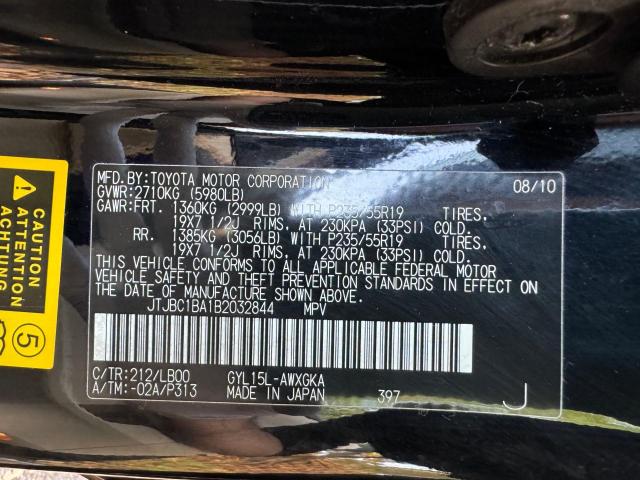 MFD.BY:TOYOTA MOTOR CORPORATION 08/10
GVWR:2710KG (5980LB)
GAWR:FRT. 1360KG (2999LB) WITH P235/55R19 TIRES,
19X7 1/2J RIMS, AT 230KPA (33PSI) COLD.
RR. 1385KG (3056LB) WITH P235/55R19 TIRES,
19X7 1/2J RIMS, AT 230KPA (33PSI) COLD.
THIS VEHICLE CONFORMS TO ALL APPLICABLE FEDERAL MOTOR
VEHICLE SAFETY AND THEFT PREVENTION STANDARDS IN EFFECT ON
THE DATE OF MANUFACTURE SHOWN ABOVE.
JTJBC1BA1B2032844 MPV
C/TR:212/LB00 GYL15L-AWXGKA
A/TM:-02A/P313 MADE IN JAPAN 397 J
5